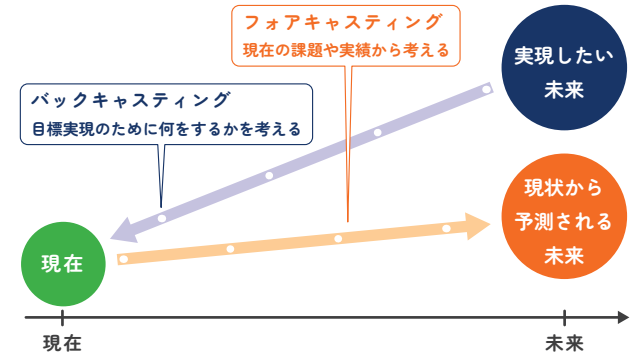 フォアキャスティング
現在の課題や実績から考える
実現したい
未来
バックキャスティング
目標実現のために何をするかを考える
現状から
予測される
未来
現在
現在
未来